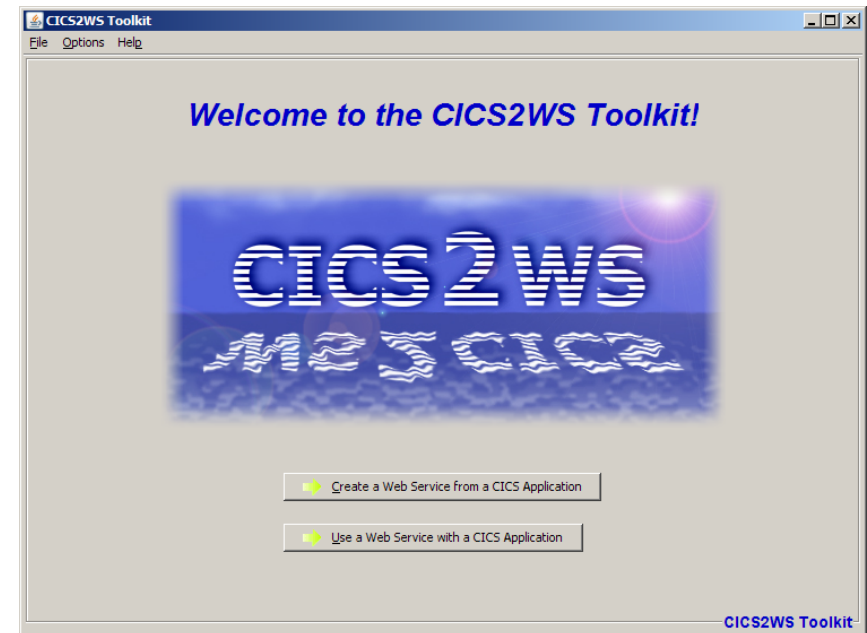 CICS2WS Toolkit
File Options Help
Welcome to the CICS2WS Toolkit!
CICS2WS
Create a Web Service from a CICS Application
Use a Web Service with a CICS Application
CICS2WS Toolkit